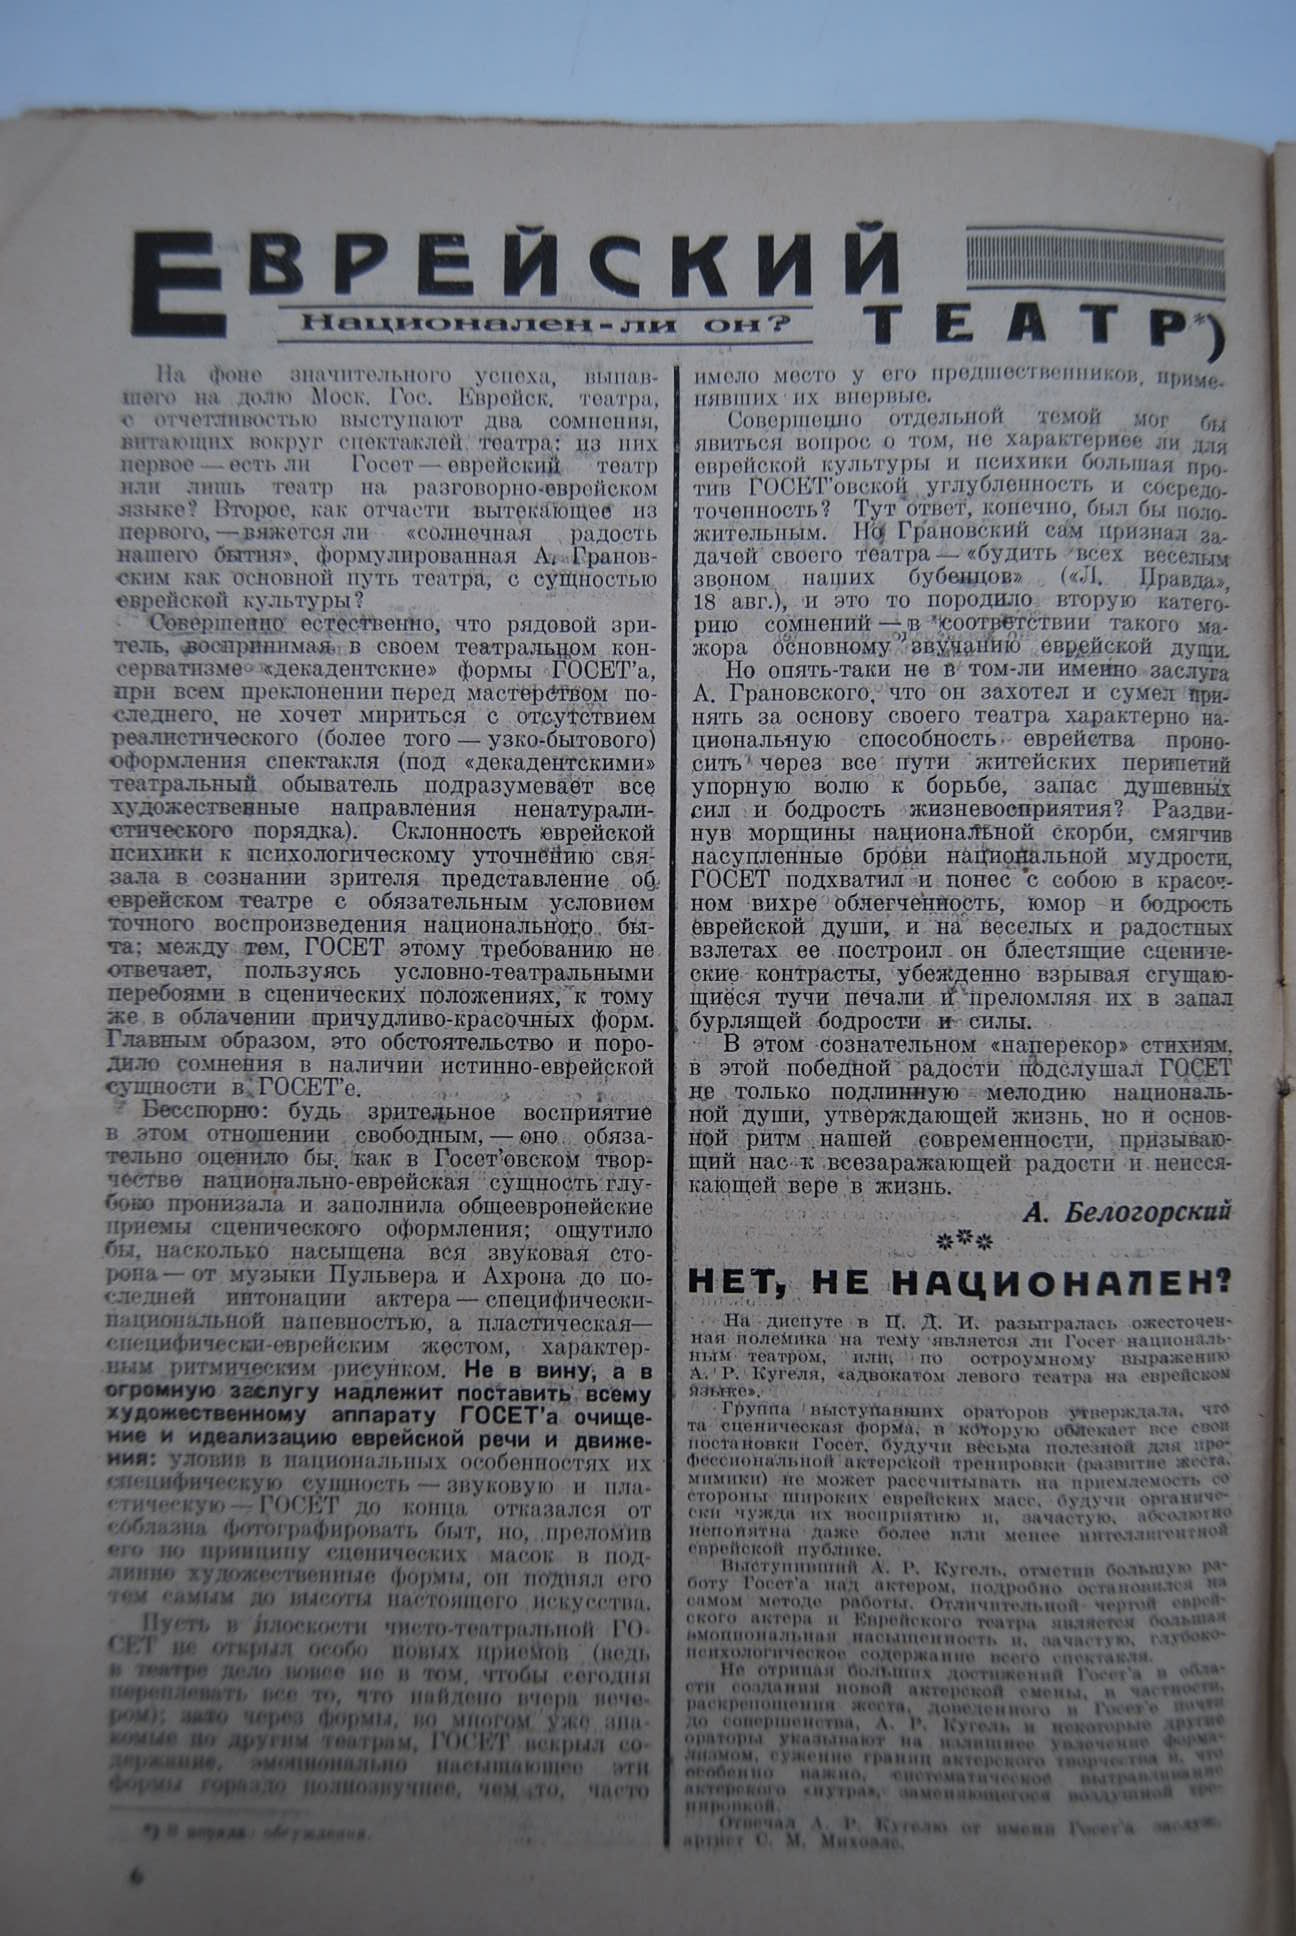 ЕВРЕЙСКИЙ
ТЕАТР*)
Национален-ли он?
На фоне значительного успеха, выпав-
шего на долю Моск. Гос. Еврейск. театра,
с отчетливостью выступают два сомнения,
витающих вокруг спектаклей театра: из них
первое — есть ли Госет — еврейский театр
или лишь театр на разговорно-еврейском
языке? Второе, как отчасти вытекающее из
первого, — вяжется ли «солнечная радость
нашего бытия», формулированная А. Гранов-
ским как основной путь театра, с сущностью
еврейской культуры?
Совершенно естественно, что рядовой зри-
тель, воспринимая в своем театральном кон-
серватизме «декадентские» формы ГОСЕТ'а,
при всем преклонении перед мастерством по-
следнего, не хочет мириться с отсутствием
реалистического (более того — узко-бытового)
оформления спектакля (под «декадентскими»
театральный обыватель подразумевает все
художественные направления ненатурали-
стического порядка). Склонность еврейской
психики к психологическому уточнению свя-
зала в сознании зрителя представление об
еврейском театре с обязательным условием
точного воспроизведения национального бы-
та; между тем, ГОСЕТ этому требованию не
отвечает, пользуясь условно-театральными
перебоями в сценических положениях, к тому
же в облачении причудливо-красочных форм.
Главным образом, это обстоятельство и поро-
дило сомнения в наличии истинно-еврейской
сущности в ГОСЕТ'е.
Бесспорно: будь зрительное восприятие
в этом отношении свободным, — оно обяза-
тельно оценило бы, как в Госет'овском твор-
честве национально-еврейская сущность глу-
боко пронизала и заполнила общеевропейские
приемы сценического оформления; ощутило
бы, насколько насыщена вся звуковая сто-
рона — от музыки Пульвера и Ахрона до по-
следней интонации актера — специфически-
национальной напевностью, а пластическая —
специфически-еврейским жестом, характер-
ным ритмическим рисунком. Не в вину, а в
огромную заслугу надлежит поставить всему
художественному аппарату ГОСЕТ'а очище-
ние и идеализацию еврейской речи и движе-
ния: уловив в национальных особенностях их
специфическую сущность — звуковую и пла-
стическую — ГОСЕТ до конца отказался от
соблазна фотографировать быт, но, преломив
его по принципу сценических масок в под-
линно художественные формы, он поднял его
тем самым до высоты настоящего искусства.
Пусть в плоскости чисто-театральной ГО-
СЕТ не открыл особо новых приемов (ведь
в театре дело вовсе не в том, чтобы сегодня
переплевать все то, что найдено вчера вече-
ром); зато через формы, во многом уже зна-
комые по другим театрам, ГОСЕТ вскрыл со-
держание, эмоционально насыщающее эти
формы гораздо полнозвучнее, чем то, часто
*) В порядке обсуждения.
6
имело место у его предшественников, приме-
нявших их впервые.
Совершенно отдельной темой мог бы
явиться вопрос о том, не характернее ли для
еврейской культуры и психики большая про-
тив ГОСЕТ'овской углубленность и сосредо-
точенность? Тут ответ, конечно, был бы поло-
жительным. Но Грановский сам признал за-
дачей своего театра — «будить всех веселым
звоном наших бубенцов» («Л. Правда»,
18 авг.), и это то породило вторую катего-
рию сомнений — в соответствии такого ма-
жора основному звучанию еврейской души.
Но опять-таки не в том-ли именно заслуга
А. Грановского, что он захотел и сумел при-
нять за основу своего театра характерно на-
циональную способность еврейства проно-
сить через все пути житейских перипетий
упорную волю к борьбе, запас душевных
сил и бодрость жизневосприятия? Раздви-
нув морщины национальной скорби, смягчив
насупленные брови национальной мудрости,
ГОСЕТ подхватил и понес с собою в красоч-
ном вихре облегченность, юмор и бодрость
еврейской души, и на веселых и радостных
взлетах ее построил он блестящие сцениче-
ские контрасты, убежденно взрывая сгущаю-
щиеся тучи печали и преломляя их в запал
бурлящей бодрости и силы.
В этом сознательном «наперекор» стихиям,
в этой победной радости подслушал ГОСЕТ
не только подлинную мелодию националь-
ной души, утверждающей жизнь, но и основ-
ной ритм нашей современности, призываю-
щий нас к всезаражающей радости и неисся-
кающей вере в жизнь.
А. Белогорский
***
НЕТ, НЕ НАЦИОНАЛЕН?
На диспуте в Ц. Д. И. разыгралась ожесточен-
ная полемика на тему является ли Госет националь-
ным театром, или, по остроумному выражению
А. Р. Кугеля, «адвокатом левого театра на еврейском
языке».
Группа выступавших ораторов утверждала, что
та сценическая форма, в которую облекает все свои
постановки Госет, будучи весьма полезной для про-
фессиональной актерской тренировки (развитие жеста,
мимики) не может рассчитывать на приемлемость со
стороны широких еврейских масс, будучи органиче-
ски чужда их восприятию и, зачастую, абсолютно
непонятна даже более или менее интеллигентной
еврейской публике.
Выступивший А. Р. Кугель, отметив большую ра-
боту Госет'а над актером, подробно остановился на
самом методе работы. Отличительной чертой еврей-
ского актера и Еврейского театра является большая
эмоциональная насыщенность и, зачастую, глубоко-
психологическое содержание всего спектакля.
Не отрицая больших достижений Госет'а в обла-
сти создания новой актерской смены, в частности,
раскрепощения жеста, доведенного в Госет'е почти
до совершенства, А. Р. Кугель и некоторые другие
ораторы указывают на излишнее увлечение форма-
лизмом, сужение границ актерского творчества и, что
особенно важно, систематическое вытравливание
актерского «нутра», заменяющегося воздушной тре-
нировкой.
Отвечал А. Р. Кугелю от имени Госет'а заслуж.
артист С. М. Михоэлс.